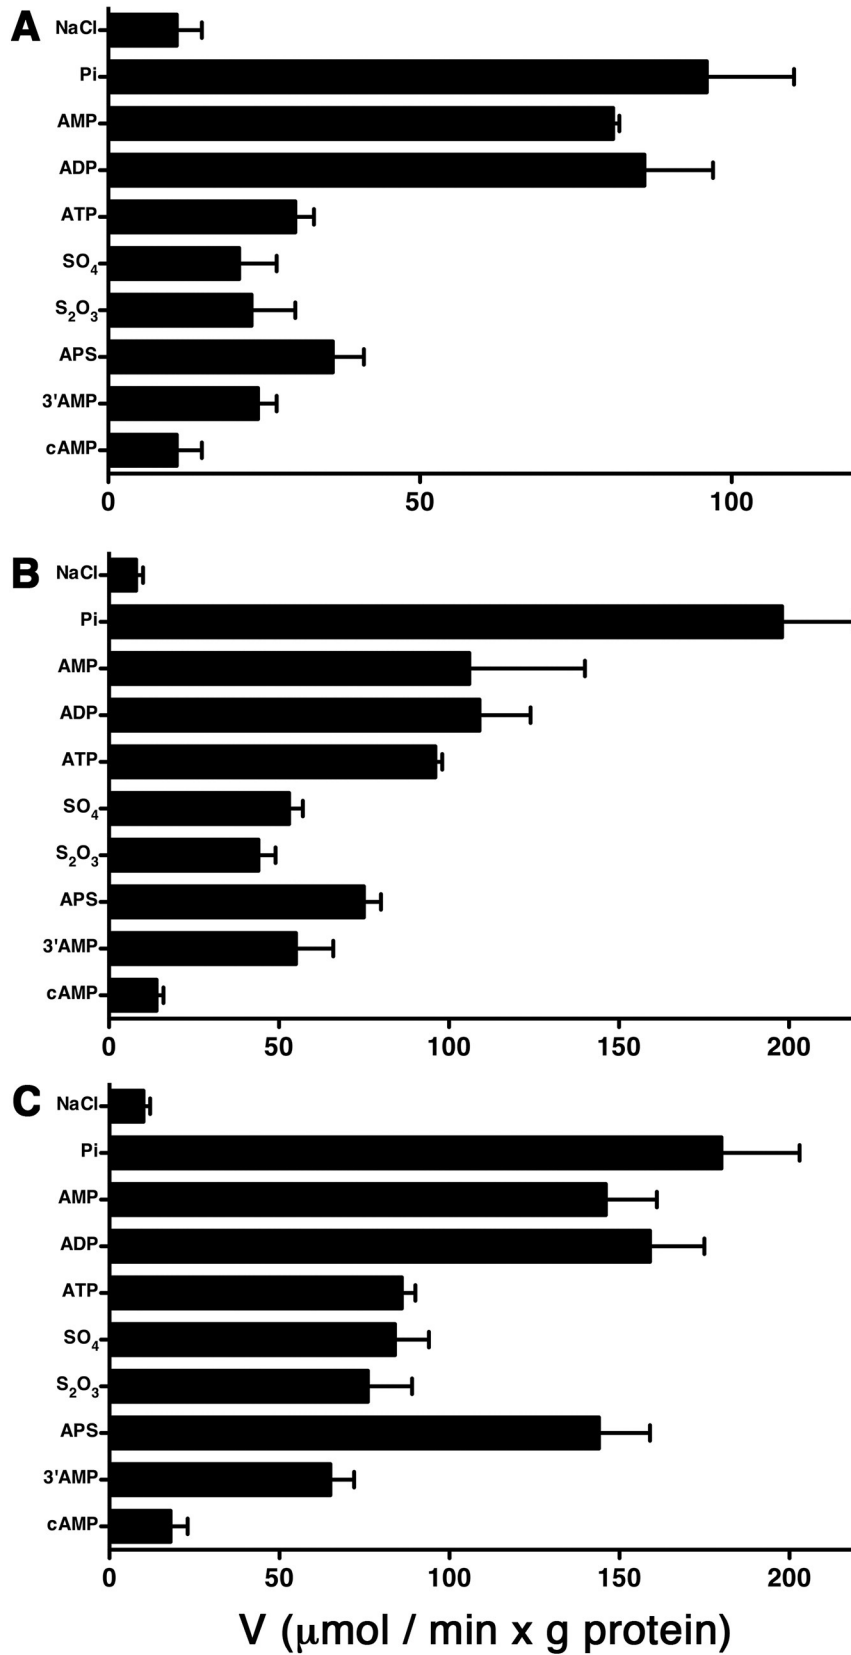 A
NaCl
Pi
AMP
ADP
ATP
SO4
S2O3
APS
3'AMP
cAMP
0 50 100
B
NaCl
Pi
AMP
ADP
ATP
SO4
S2O3
APS
3'AMP
cAMP
0 50 100 150 200
C
NaCl
Pi
AMP
ADP
ATP
SO4
S2O3
APS
3'AMP
cAMP
0 50 100 150 200
V (μmol / min x g protein)